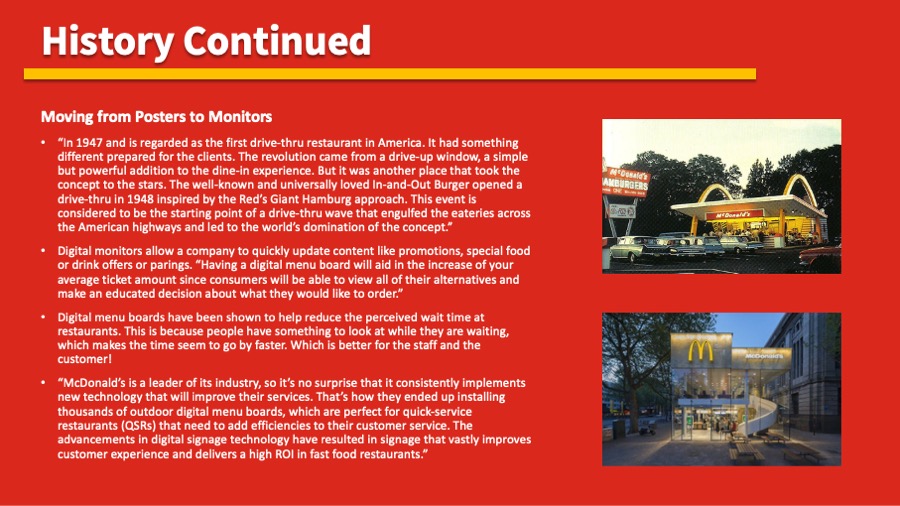 History Continued
Moving from Posters to Monitors
• “In 1947 and is regarded as the first drive-thru restaurant in America. It had something
different prepared for the clients. The revolution came from a drive-up window, a simple
but powerful addition to the dine-in experience. But it was another place that took the
concept to the stars. The well-known and universally loved In-and-Out Burger opened a
drive-thru in 1948 inspired by the Red’s Giant Hamburg approach. This event is
considered to be the starting point of a drive-thru wave that engulfed the eateries across
the American highways and led to the world’s domination of the concept.”
• Digital monitors allow a company to quickly update content like promotions, special food
or drink offers or parings. “Having a digital menu board will aid in the increase of your
average ticket amount since consumers will be able to view all of their alternatives and
make an educated decision about what they would like to order.”
• Digital menu boards have been shown to help reduce the perceived wait time at
restaurants. This is because people have something to look at while they are waiting,
which makes the time seem to go by faster. Which is better for the staff and the
customer!
• “McDonald’s is a leader of its industry, so it’s no surprise that it consistently implements
new technology that will improve their services. That’s how they ended up installing
thousands of outdoor digital menu boards, which are perfect for quick-service
restaurants (QSRs) that need to add efficiencies to their customer service. The
advancements in digital signage technology have resulted in signage that vastly improves
customer experience and delivers a high ROI in fast food restaurants.”
McDonald's
HAMBURGERS
McDonald's
McDonald's